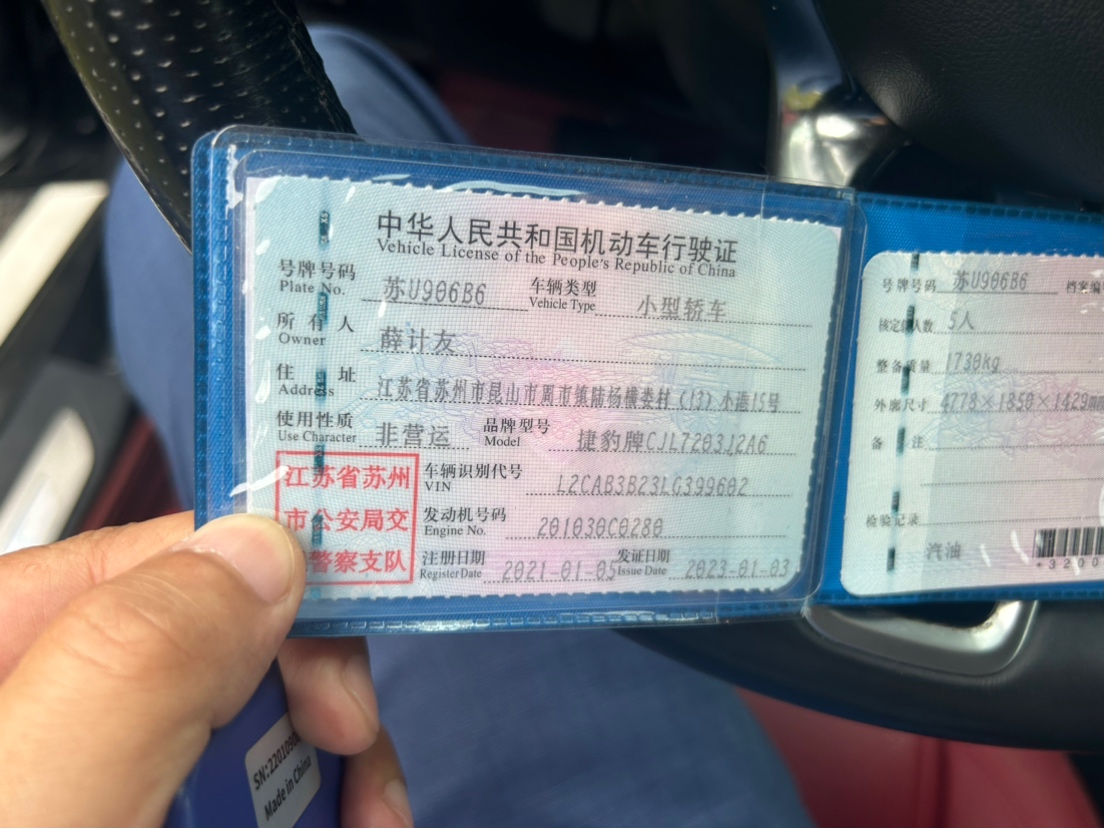 中华人民共和国机动车行驶证
Vehicle License of the People's Republic of China
号牌号码 苏U906B6 车辆类型 小型轿车
Plate No. Vehicle Type
所有人 薛计友
Owner
住址 江苏省苏州市昆山市周市镇陆杨横娄村(13)小港15号
Address
使用性质 非营运 品牌型号 捷豹牌CJL7203J2A6
Use Character Model
江苏省苏州
市公安局交
警察支队
车辆识别代号 L2CAB3B23LG399602
VIN
发动机号码 201030C0280
Engine No.
注册日期 2021-01-05 发证日期 2023-01-03
Register Date Issue Date
号牌号码 苏U906B6 档案编
核定载人数 5人
整备质量 1730kg
外廓尺寸 4778×1850×1429mm
备注
检验记录
汽油
*3200
SN:220109
Made in China